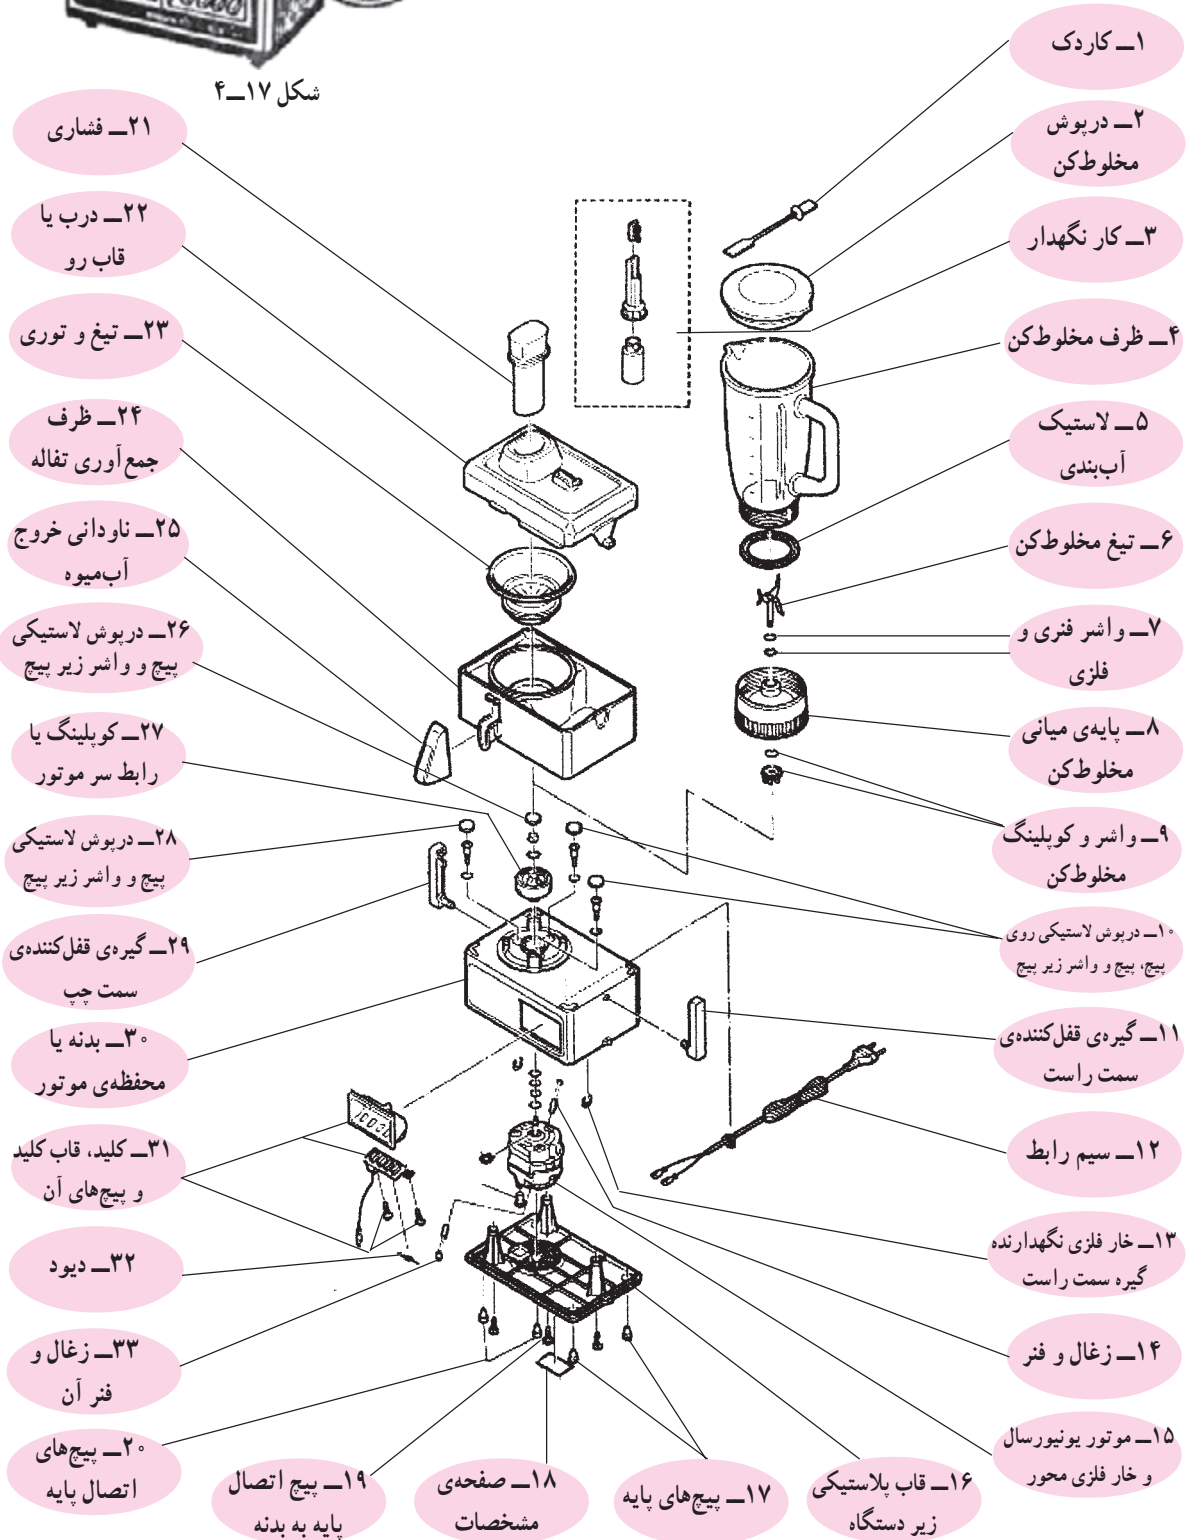 شکل ۱۷ــ۴
۱ــ کاردک
۲ــ درپوش
مخلوط‌کن
۳ــ کار نگهدار
۴ــ ظرف مخلوط‌کن
۵ــ لاستیک
آب‌بندی
۶ــ تیغ مخلوط‌کن
۷ــ واشر فنری و
فلزی
۸ــ پایه‌ی میانی
مخلوط‌کن
۹ــ واشر و کوپلینگ
مخلوط‌کن
۱۰ــ درپوش لاستیکی روی
پیچ، پیچ و واشر زیر پیچ
۱۱ــ گیره‌ی قفل‌کننده‌ی
سمت راست
۱۲ــ سیم رابط
۱۳ــ خار فلزی نگهدارنده
گیره سمت راست
۱۴ــ زغال و فنر
۱۵ــ موتور یونیورسال
و خار فلزی محور
۱۶ــ قاب پلاستیکی
زیر دستگاه
۱۷ــ پیچ‌های پایه
۱۸ــ صفحه‌ی
مشخصات
۱۹ــ پیچ اتصال
پایه به بدنه
۲۰ــ پیچ‌های
اتصال پایه
۲۱ــ فشاری
۲۲ــ درب یا
قاب رو
۲۳ــ تیغ و توری
۲۴ــ ظرف
جمع‌آوری تفاله
۲۵ــ ناودانی خروج
آب‌میوه
۲۶ــ درپوش لاستیکی
پیچ و واشر زیر پیچ
۲۷ــ کوپلینگ یا
رابط سر موتور
۲۸ــ درپوش لاستیکی
پیچ و واشر زیر پیچ
۲۹ــ گیره‌ی قفل‌کننده‌ی
سمت چپ
۳۰ــ بدنه یا
محفظه‌ی موتور
۳۱ــ کلید، قاب کلید
و پیچ‌های آن
۳۲ــ دیود
۳۳ــ زغال و
فنر آن